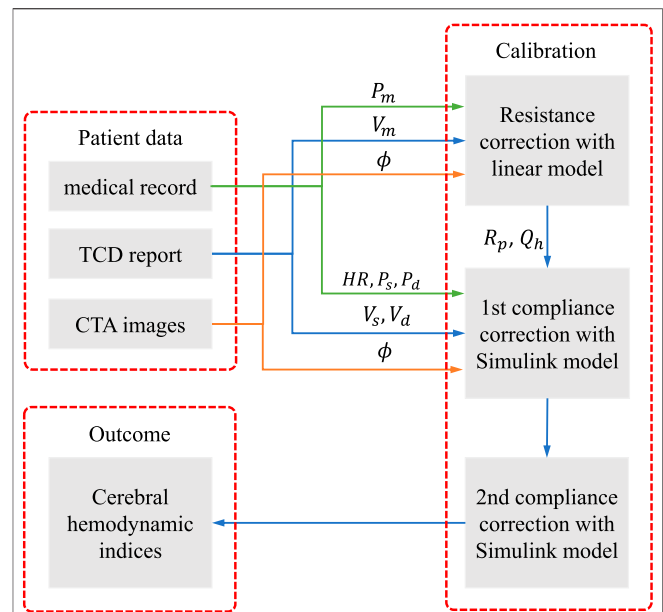 Patient data
medical record
TCD report
CTA images
Calibration
P_m
V_m
ϕ
Resistance
correction with
linear model
R_p, Q_h
HR, P_s, P_d
V_s, V_d
ϕ
1st compliance
correction with
Simulink model
2nd compliance
correction with
Simulink model
Outcome
Cerebral
hemodynamic
indices